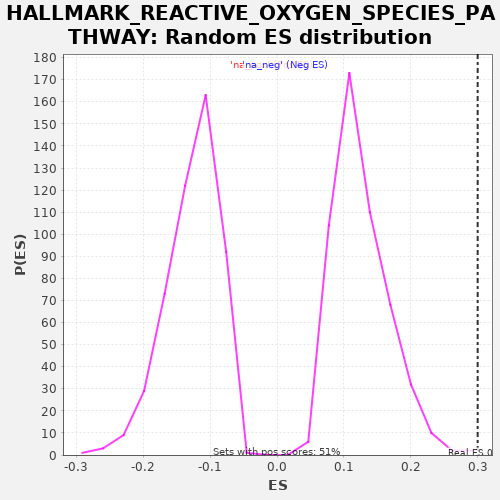 HALLMARK_REACTIVE_OXYGEN_SPECIES_PA
THWAY: Random ES distribution
'na_neg' (Neg ES)
P(ES)
180
170
160
150
140
130
120
110
100
90
80
70
60
50
40
30
20
10
0
Sets with pos scores: 51%
Real ES 0
-0.3 -0.2 -0.1 0.0 0.1 0.2 0.3
ES